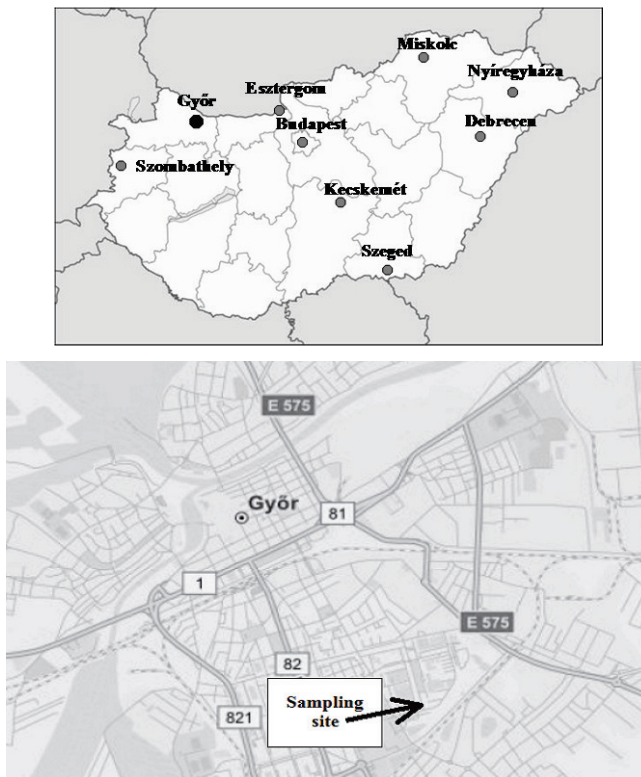 Miskolc
Nyíregyháza
Esztergom
Győr
Budapest
Debrecen
Szombathely
Kecskemét
Szeged
E 575
Győr
81
1
E 575
82
Sampling
site
821